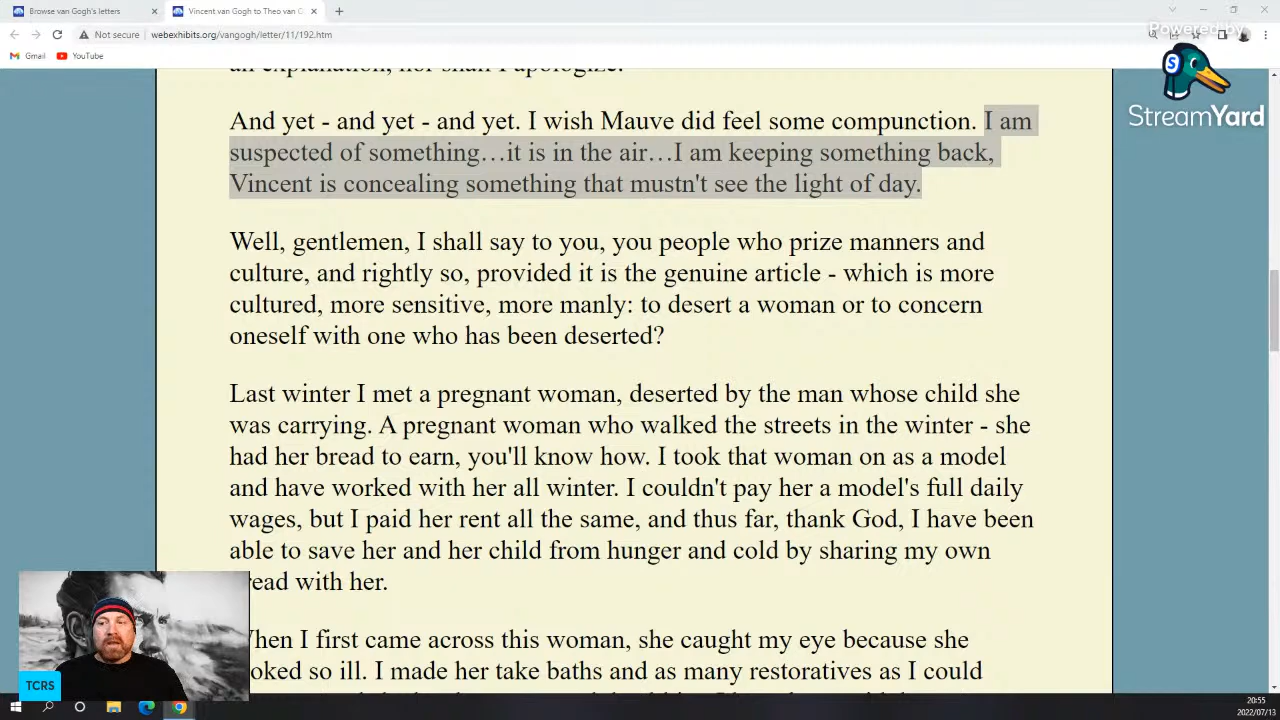 Browse van Gogh's letters
Vincent van Gogh to Theo van G
Not secure
webexhibits.org/vangogh/letter/11/192.htm
Gmail
YouTube
Powered by
StreamYard
an explanation, nor shall I apologize.
And yet - and yet - and yet. I wish Mauve did feel some compunction. I am
suspected of something…it is in the air…I am keeping something back,
Vincent is concealing something that mustn't see the light of day.
Well, gentlemen, I shall say to you, you people who prize manners and
culture, and rightly so, provided it is the genuine article - which is more
cultured, more sensitive, more manly: to desert a woman or to concern
oneself with one who has been deserted?
Last winter I met a pregnant woman, deserted by the man whose child she
was carrying. A pregnant woman who walked the streets in the winter - she
had her bread to earn, you'll know how. I took that woman on as a model
and have worked with her all winter. I couldn't pay her a model's full daily
wages, but I paid her rent all the same, and thus far, thank God, I have been
able to save her and her child from hunger and cold by sharing my own
read with her.
hen I first came across this woman, she caught my eye because she
ooked so ill. I made her take baths and as many restoratives as I could
TCRS
20:55
2022/07/13